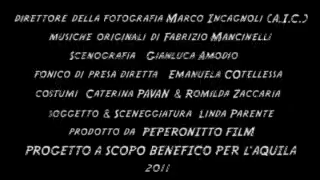 DIRETTORE DELLA FOTOGRAFIA MARCO INCAGNOLI (A.I.C.)
MUSICHE ORIGINALI DI FABRIZIO MANCINELLI
SCENOGRAFIA GIANLUCA AMODIO
FONICO DI PRESA DIRETTA EMANUELA COTELLESSA
COSTUMI CATERINA PAVAN & ROMILDA ZACCARIA
SOGGETTO & SCENEGGIATURA LINDA PARENTE
PRODOTTO DA PEPERONITTO FILM
PROGETTO A SCOPO BENEFICO PER L'AQUILA
2011